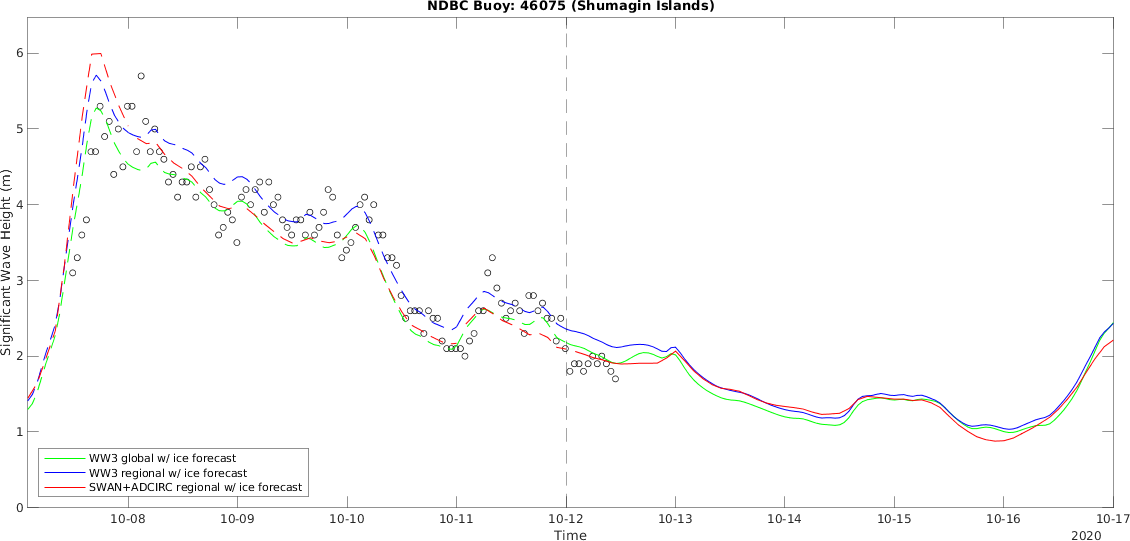 NDBC Buoy: 46075 (Shumagin Islands)
6
5
4
3
2
1
0
Significant Wave Height (m)
WW3 global w/ ice forecast
WW3 regional w/ ice forecast
SWAN+ADCIRC regional w/ ice forecast
10-08 10-09 10-10 10-11 10-12 10-13 10-14 10-15 10-16 10-17
Time
2020